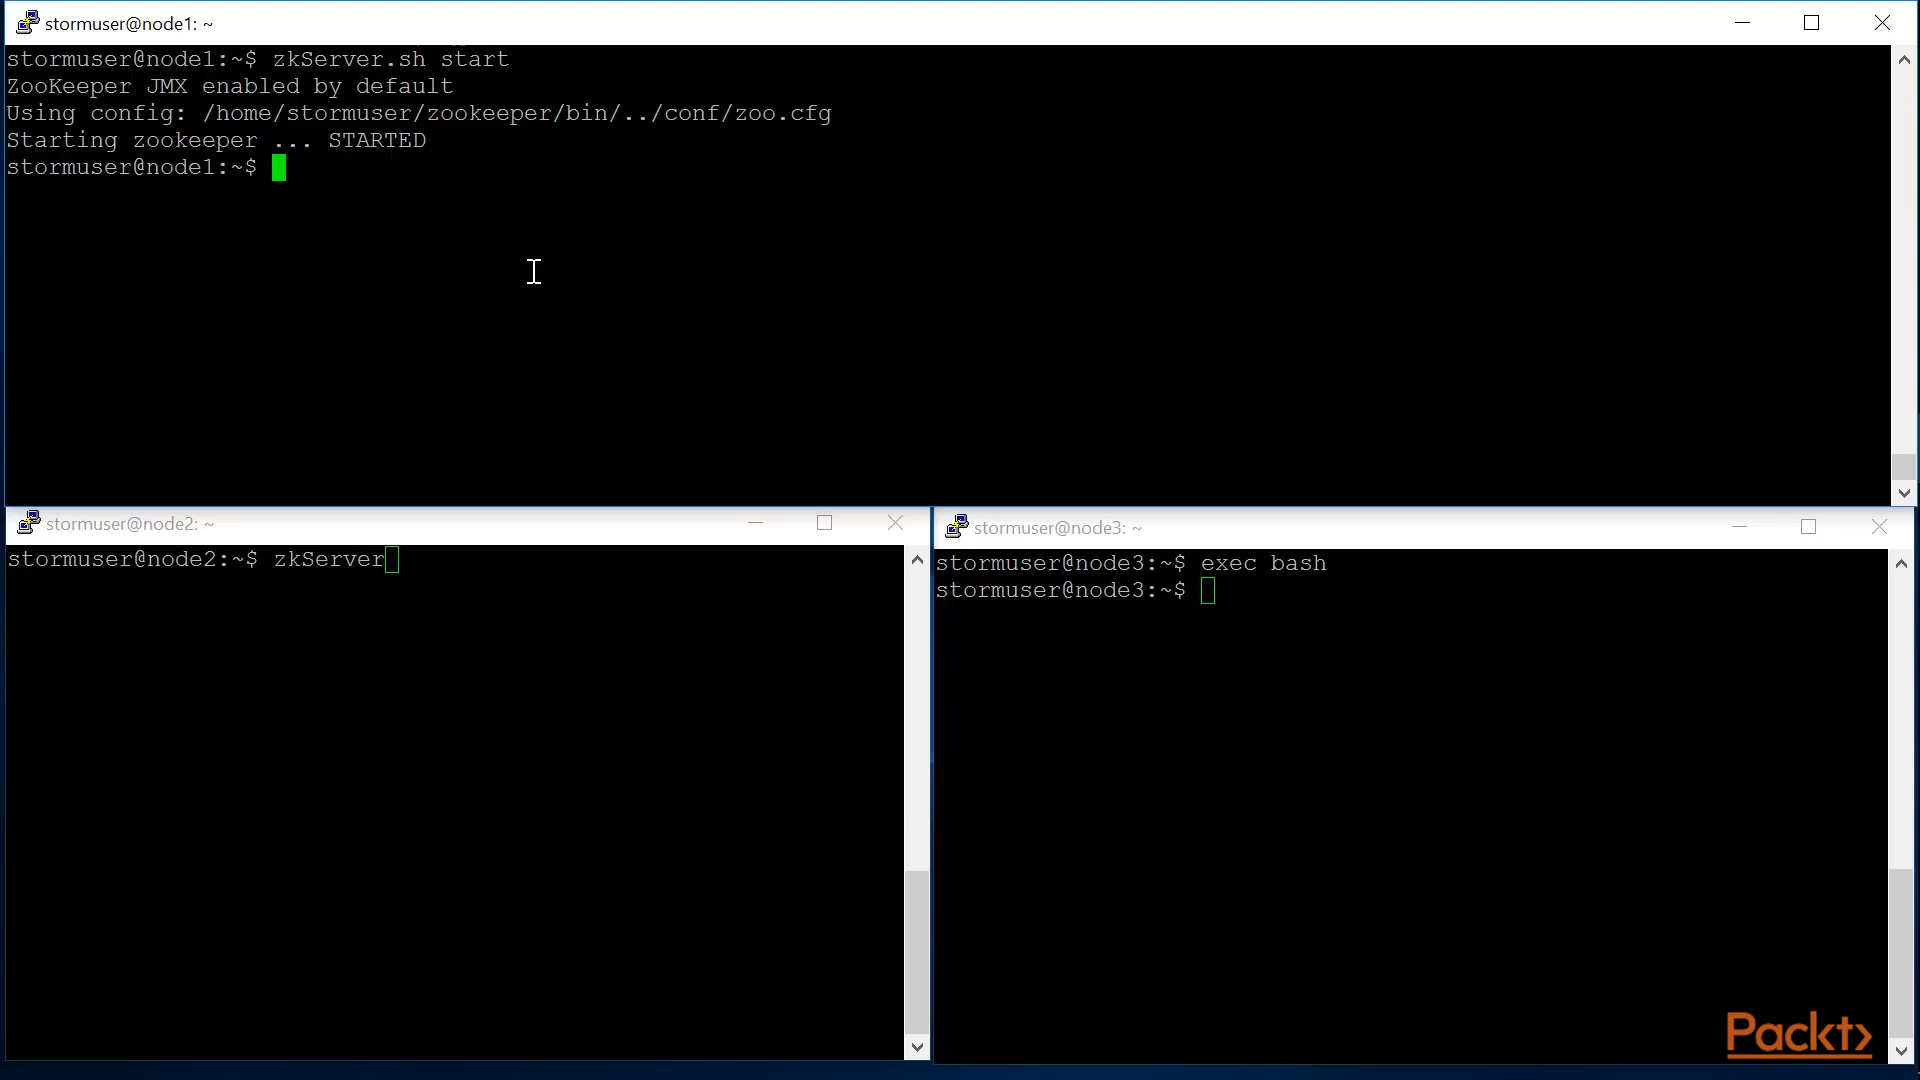 stormuser@node1: ~
stormuser@node1:~$ zkServer.sh start
ZooKeeper JMX enabled by default
Using config: /home/stormuser/zookeeper/bin/../conf/zoo.cfg
Starting zookeeper ... STARTED
stormuser@node1:~$
stormuser@node2: ~
stormuser@node2:~$ zkServer
stormuser@node3: ~
stormuser@node3:~$ exec bash
stormuser@node3:~$
Packt>